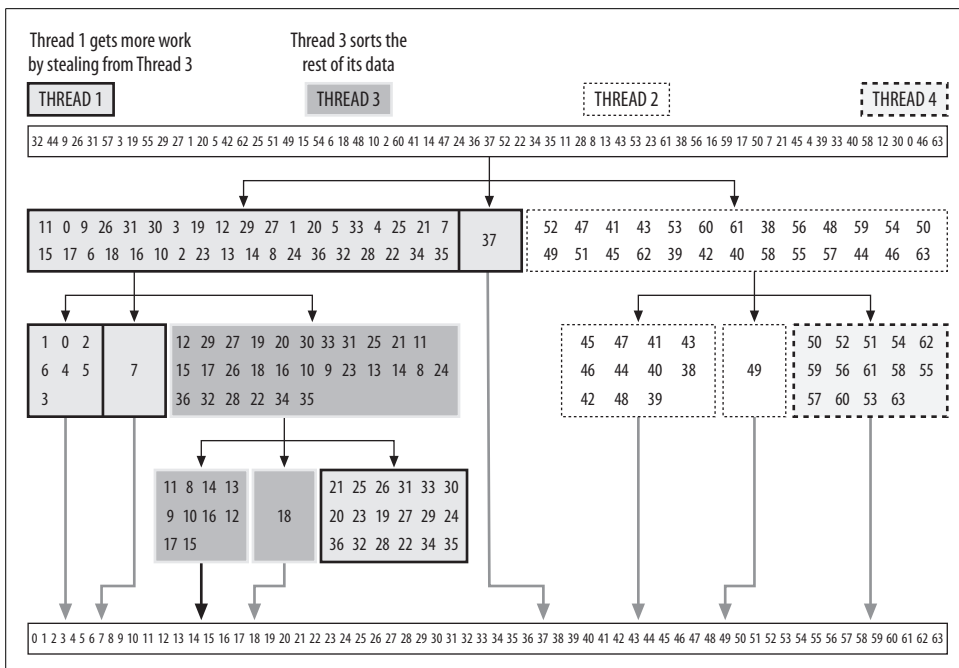 Thread 1 gets more work
by stealing from Thread 3
Thread 3 sorts the
rest of its data
THREAD 1
THREAD 3
THREAD 2
THREAD 4
32 44 9 26 31 57 3 19 55 29 27 1 20 5 42 62 25 51 49 15 54 6 18 48 10 2 60 41 14 47 24 36 37 52 22 34 35 11 28 8 13 43 53 23 61 38 56 16 59 17 50 7 21 45 4 39 33 40 58 12 30 0 46 63
11 0 9 26 31 30 3 19 12 29 27 1 20 5 33 4 25 21 7
15 17 6 18 16 10 2 23 13 14 8 24 36 32 28 22 34 35
37
52 47 41 43 53 60 61 38 56 48 59 54 50
49 51 45 62 39 42 40 58 55 57 44 46 63
1 0 2
6 4 5
3
7
12 29 27 19 20 30 33 31 25 21 11
15 17 26 18 16 10 9 23 13 14 8 24
36 32 28 22 34 35
45 47 41 43
46 44 40 38
42 48 39
49
50 52 51 54 62
59 56 61 58 55
57 60 53 63
11 8 14 13
9 10 16 12
17 15
18
21 25 26 31 33 30
20 23 19 27 29 24
36 32 28 22 34 35
0 1 2 3 4 5 6 7 8 9 10 11 12 13 14 15 16 17 18 19 20 21 22 23 24 25 26 27 28 29 30 31 32 33 34 35 36 37 38 39 40 41 42 43 44 45 46 47 48 49 50 51 52 53 54 55 56 57 58 59 60 61 62 63